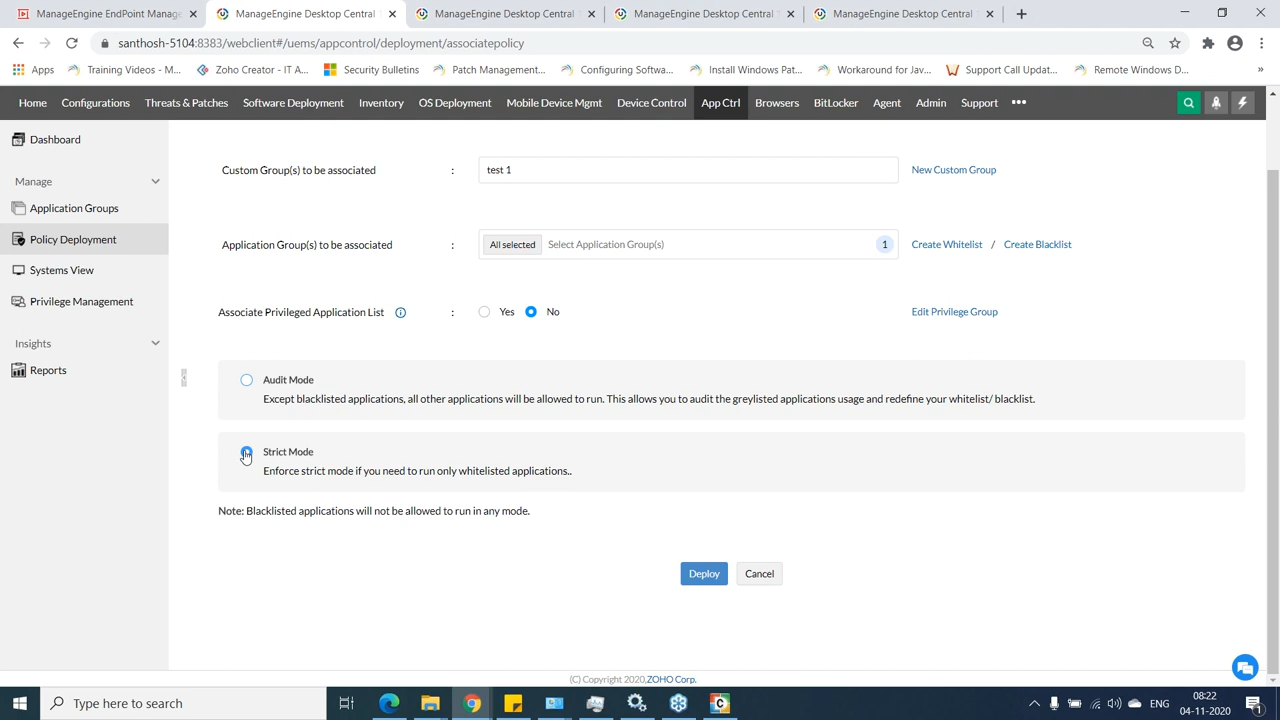 ManageEngine EndPoint Manage
ManageEngine Desktop Central
ManageEngine Desktop Central
ManageEngine Desktop Central
ManageEngine Desktop Central
santhosh-5104:8383/webclient#/uems/appcontrol/deployment/associatepolicy
Apps
Training Videos - M...
Zoho Creator - IT A...
Security Bulletins
Patch Management...
Configuring Softwa...
Install Windows Pat...
Workaround for Jav...
Support Call Updat...
Remote Windows D...
Home
Configurations
Threats & Patches
Software Deployment
Inventory
OS Deployment
Mobile Device Mgmt
Device Control
App Ctrl
Browsers
BitLocker
Agent
Admin
Support
Dashboard
Manage
Application Groups
Policy Deployment
Systems View
Privilege Management
Insights
Reports
Custom Group(s) to be associated : test 1 New Custom Group
Application Group(s) to be associated : All selected Select Application Group(s) 1 Create Whitelist / Create Blacklist
Associate Privileged Application List : Yes No Edit Privilege Group
Audit Mode
Except blacklisted applications, all other applications will be allowed to run. This allows you to audit the greylisted applications usage and redefine your whitelist/ blacklist.
Strict Mode
Enforce strict mode if you need to run only whitelisted applications..
Note: Blacklisted applications will not be allowed to run in any mode.
Deploy
Cancel
(C) Copyright 2020, ZOHO Corp.
Type here to search
ENG
08:22
04-11-2020
1